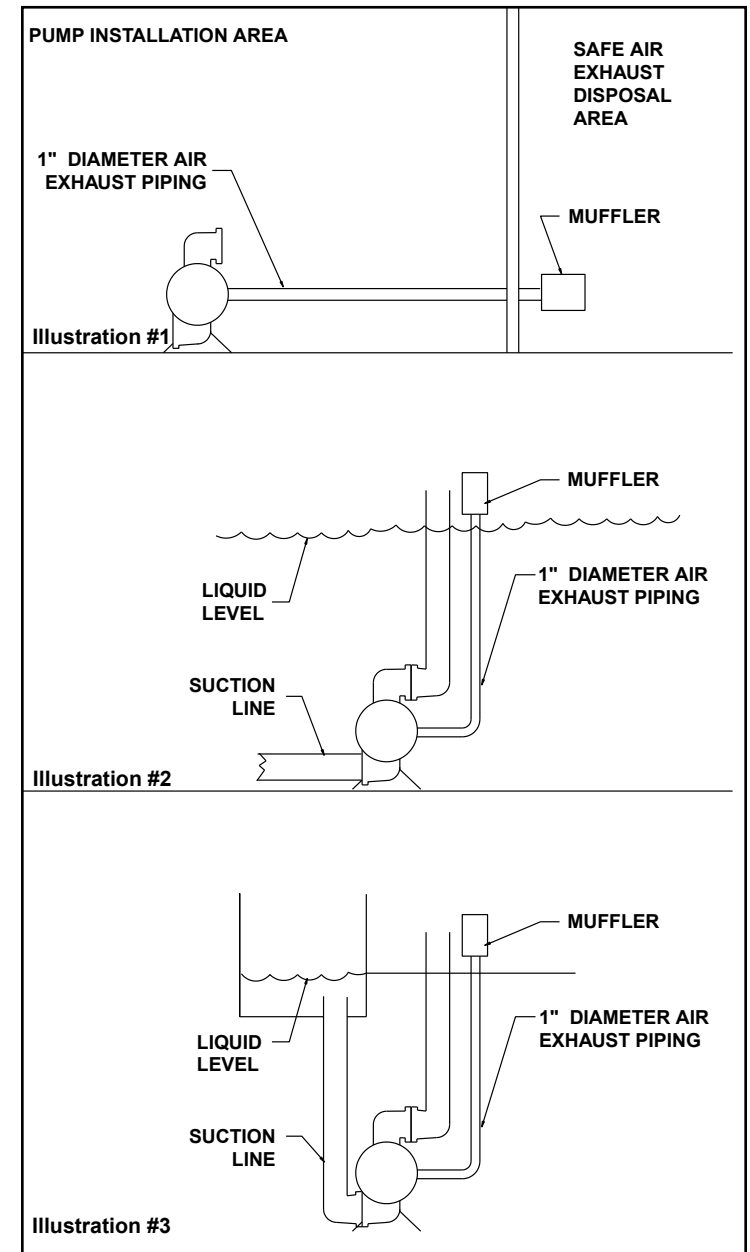 PUMP INSTALLATION AREA
SAFE AIR
EXHAUST
DISPOSAL
AREA
1" DIAMETER AIR
EXHAUST PIPING
MUFFLER
Illustration #1
MUFFLER
LIQUID
LEVEL
1" DIAMETER AIR
EXHAUST PIPING
SUCTION
LINE
Illustration #2
MUFFLER
LIQUID
LEVEL
1" DIAMETER AIR
EXHAUST PIPING
SUCTION
LINE
Illustration #3